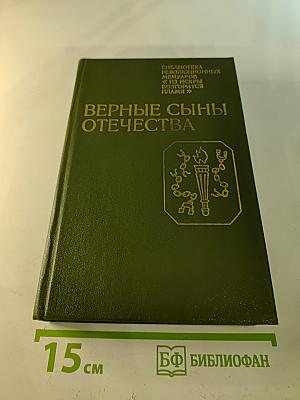 БИБЛИОТЕКА
РЕВОЛЮЦИОННЫХ
МЕМУАРОВ
«ИЗ ИСКРЫ
ВОЗГОРИТСЯ
ПЛАМЯ»
ВЕРНЫЕ СЫНЫ
ОТЕЧЕСТВА
15 см
БФ БИБЛИОФАН